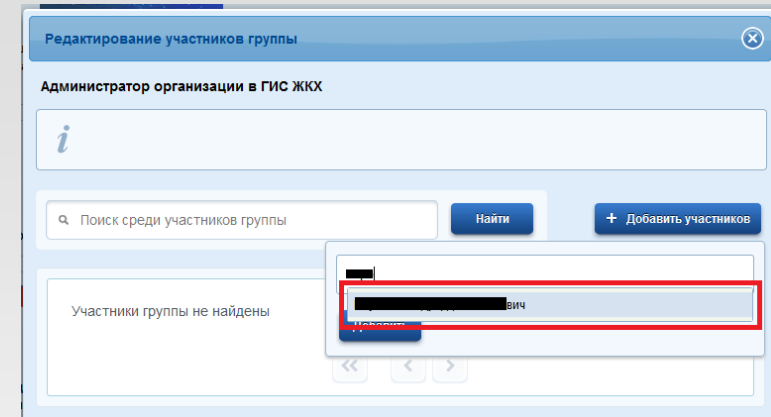 Редактирование участников группы
Администратор организации в ГИС ЖКХ
i
Поиск среди участников группы
Найти
+ Добавить участников
вич
Участники группы не найдены
Добавить